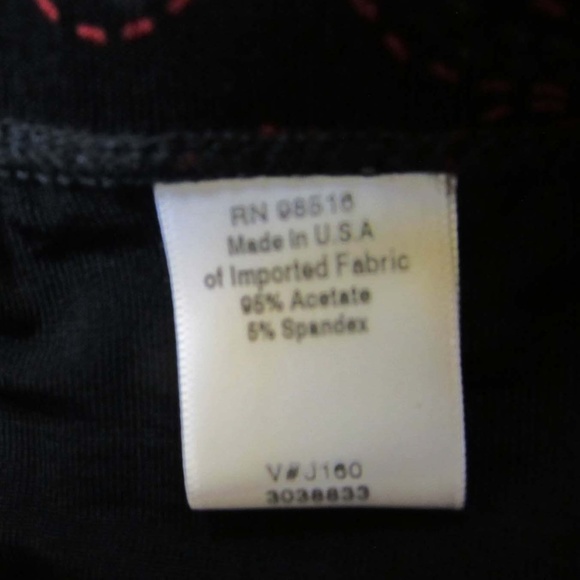 RN 98516
Made in U.S.A
of Imported Fabric
95% Acetate
5% Spandex
V#J160
3038833